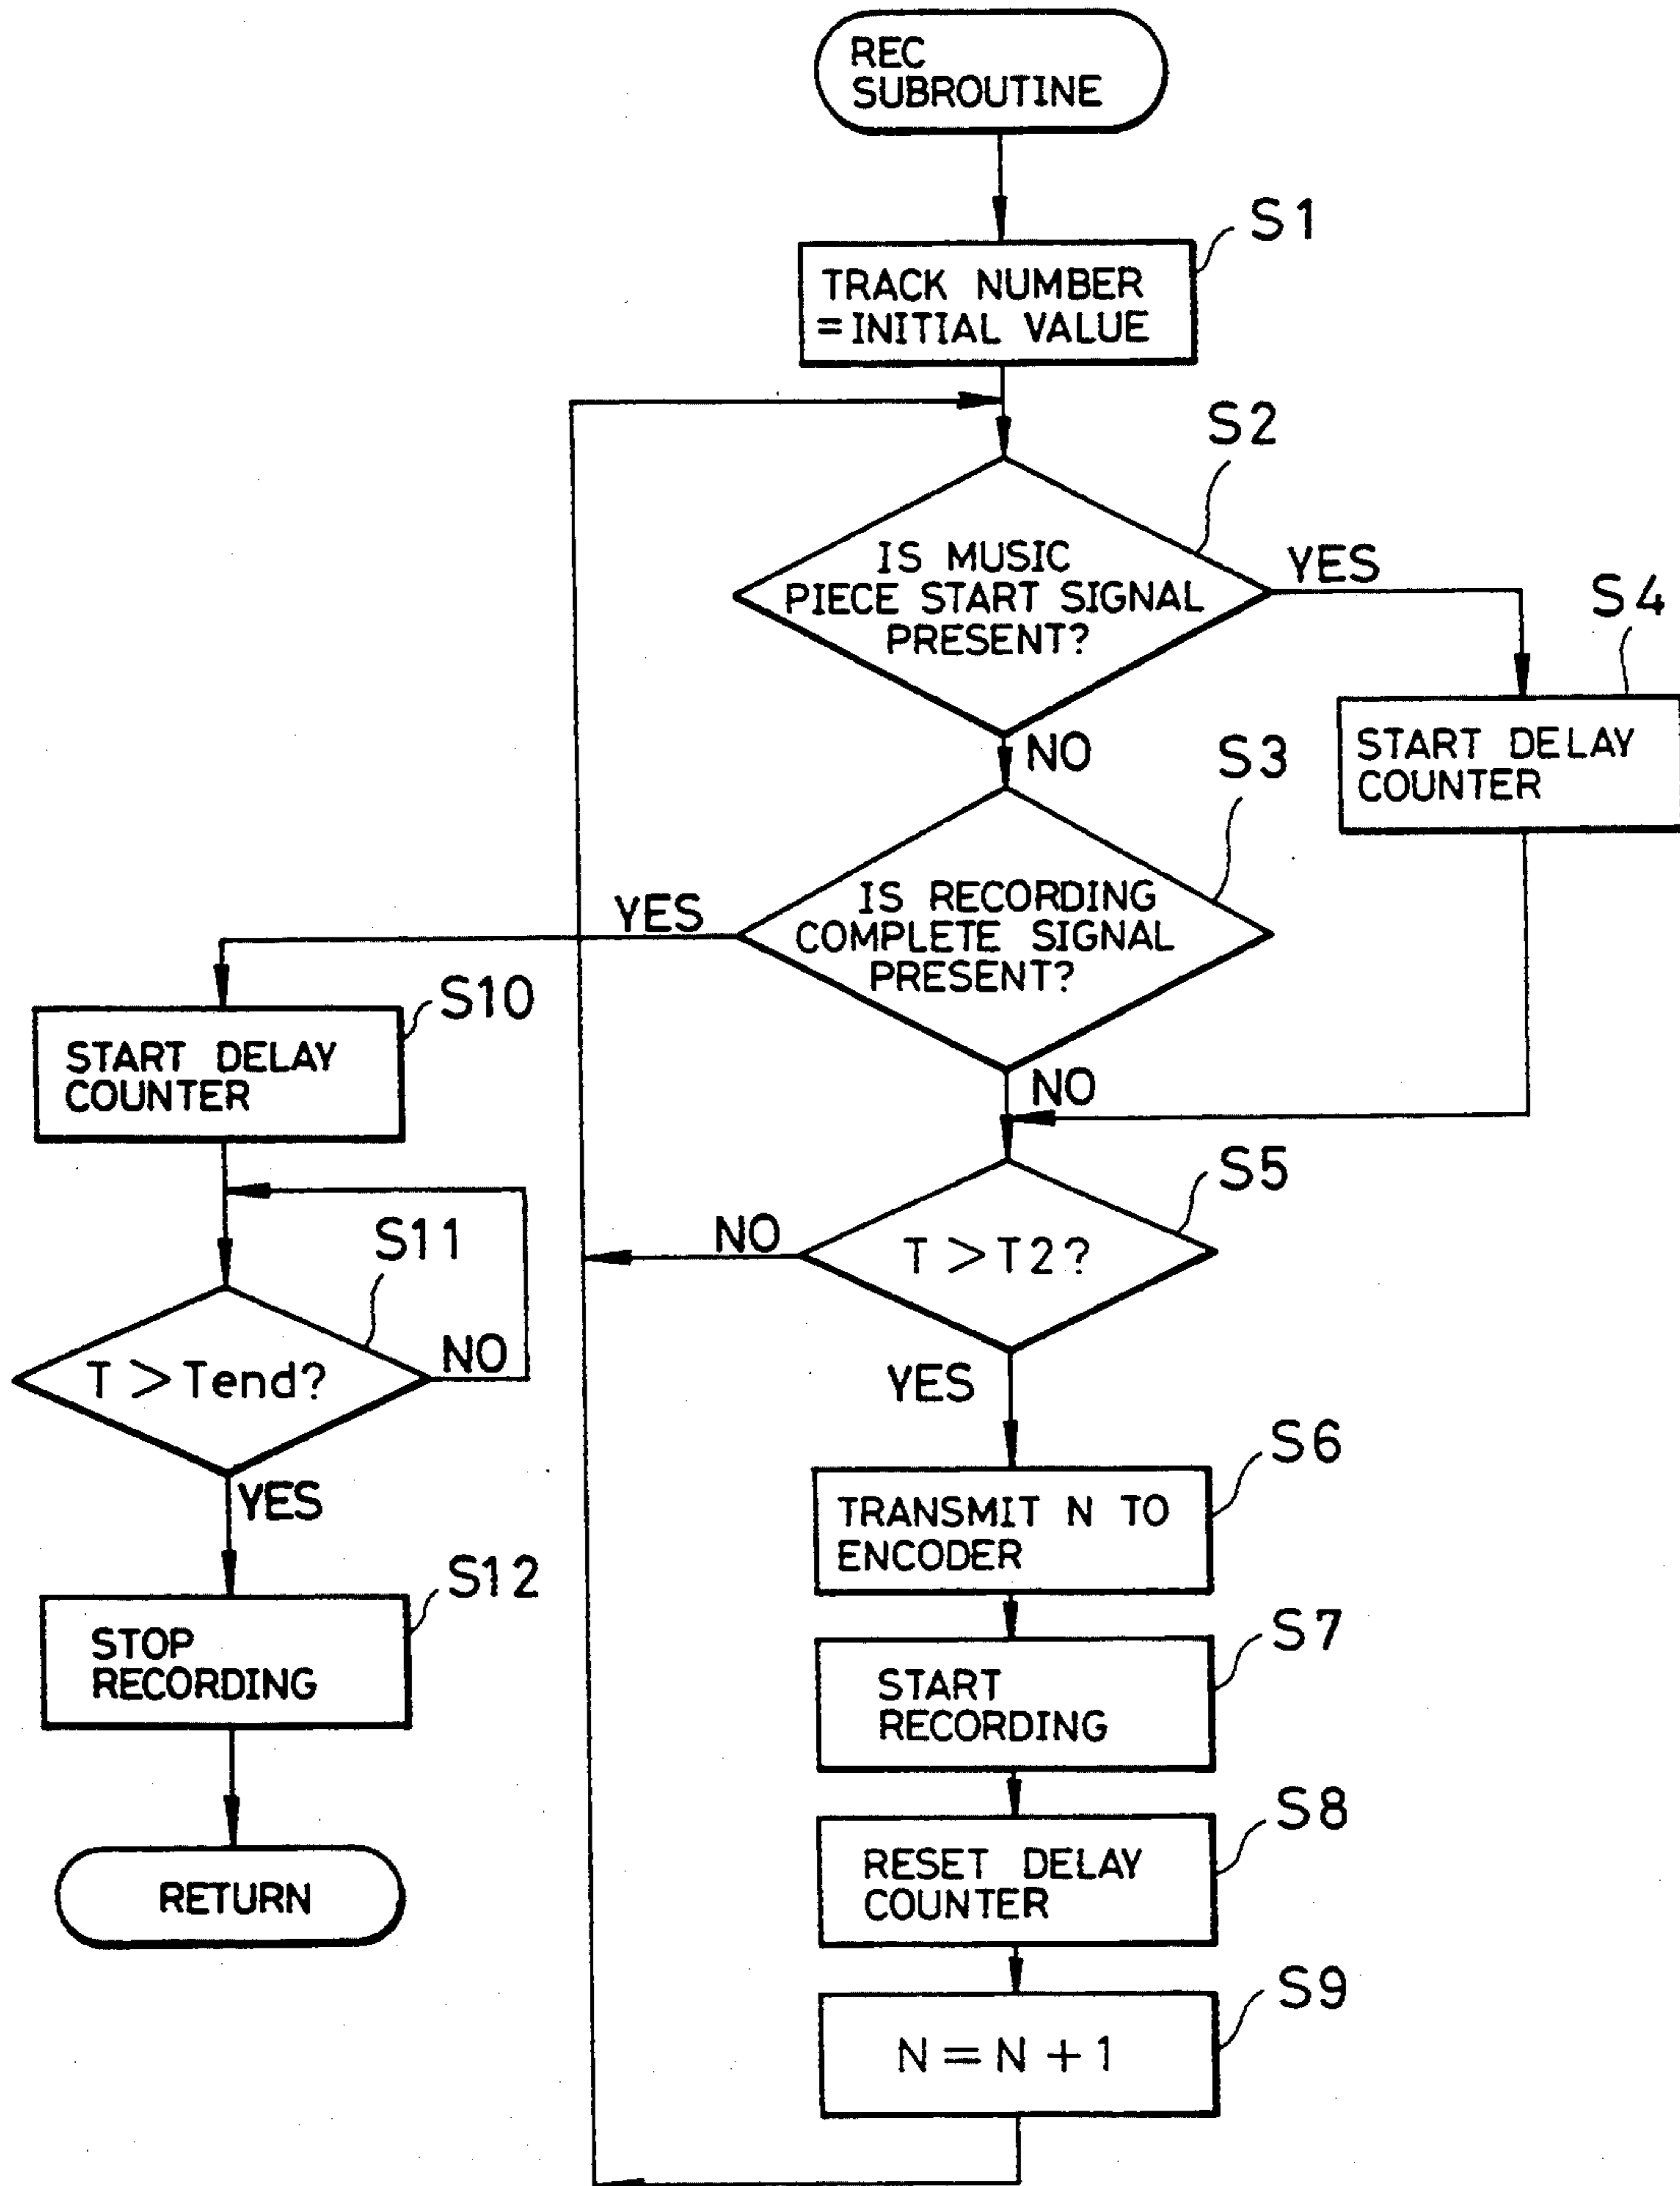 REC
SUBROUTINE
S1
TRACK NUMBER
=INITIAL VALUE
S2
IS MUSIC
PIECE START SIGNAL
PRESENT?
YES
S4
START DELAY
COUNTER
NO
S3
IS RECORDING
COMPLETE SIGNAL
PRESENT?
YES
NO
S10
START DELAY
COUNTER
S5
T > T2?
NO
YES
S11
T > Tend?
NO
YES
S6
TRANSMIT N TO
ENCODER
S12
STOP
RECORDING
S7
START
RECORDING
S8
RESET DELAY
COUNTER
RETURN
S9
N = N + 1